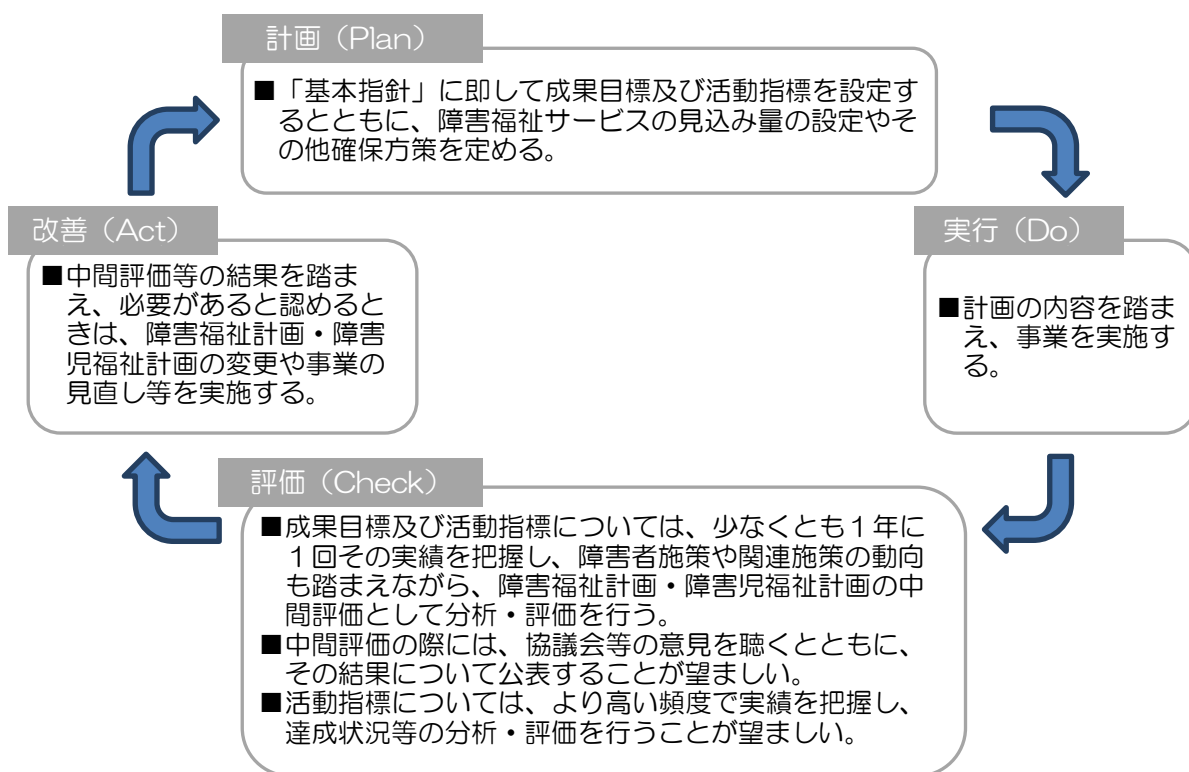 計画（Plan）
■「基本指針」に即して成果目標及び活動指標を設定す
るとともに、障害福祉サービスの見込み量の設定やそ
の他確保方策を定める。
改善（Act）
■中間評価等の結果を踏ま
え、必要があると認めると
きは、障害福祉計画・障害
児福祉計画の変更や事業の
見直し等を実施する。
実行（Do）
■計画の内容を踏ま
え、事業を実施す
る。
評価（Check）
■成果目標及び活動指標については、少なくとも１年に
１回その実績を把握し、障害者施策や関連施策の動向
も踏まえながら、障害福祉計画・障害児福祉計画の中
間評価として分析・評価を行う。
■中間評価の際には、協議会等の意見を聴くとともに、
その結果について公表することが望ましい。
■活動指標については、より高い頻度で実績を把握し、
達成状況等の分析・評価を行うことが望ましい。